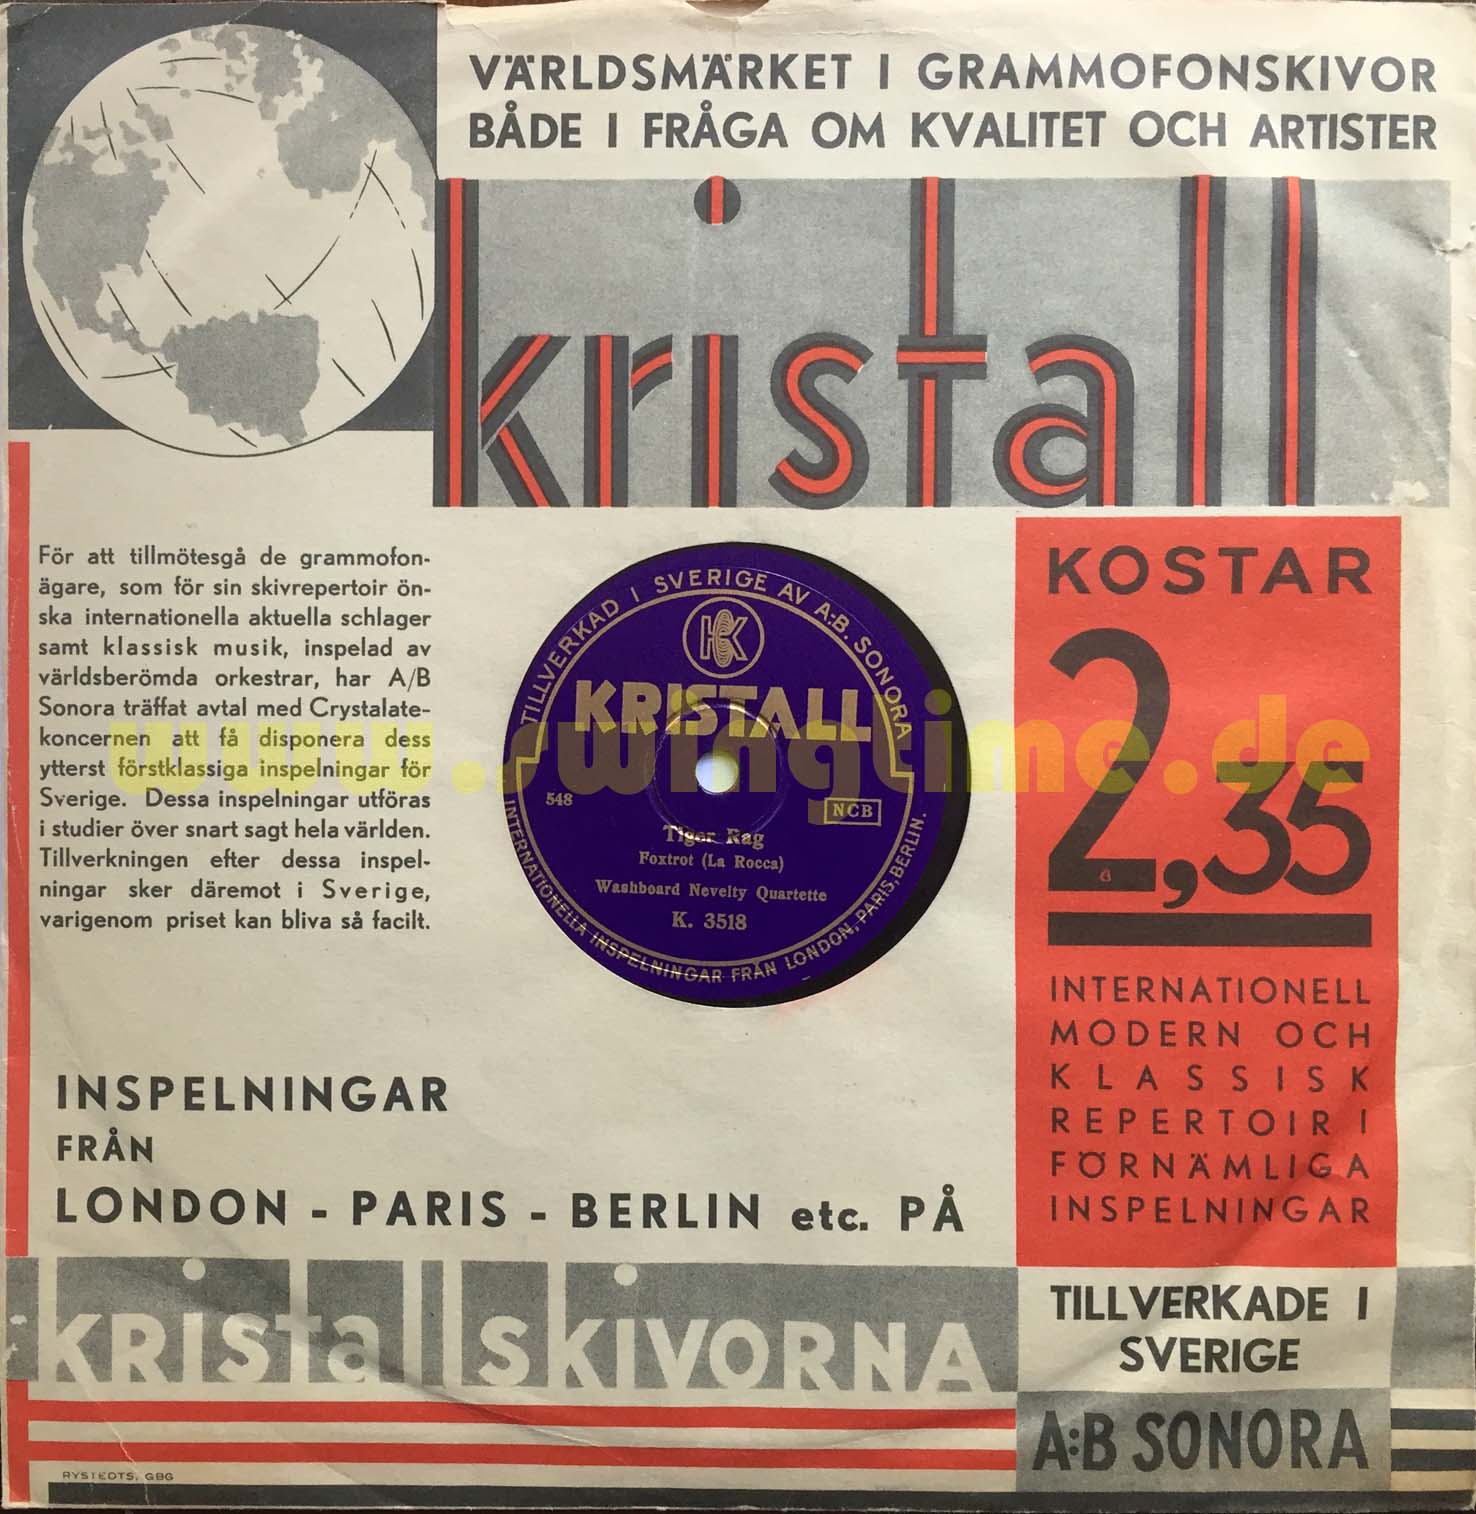 VÄRLDSMÄRKET I GRAMMOFONSKIVOR
BÅDE I FRÅGA OM KVALITET OCH ARTISTER
kristall
För att tillmötesgå de grammofon-
ägare, som för sin skivrepertoir ön-
ska internationella aktuella schlager
samt klassisk musik, inspelad av
världsberömda orkestrar, har A/B
Sonora träffat avtal med Crystalate-
koncernen att få disponera dess
ytterst förstklassiga inspelningar för
Sverige. Dessa inspelningar utföras
i studier över snart sagt hela världen.
Tillverkningen efter dessa inspel-
ningar sker däremot i Sverige,
varigenom priset kan bliva så facilt.
TILLVERKAD I SVERIGE AV A:B. SONORA
K
KRISTALL
548
NCB
Tiger Rag
Foxtrot (La Rocca)
Washboard Nevelty Quartette
K. 3518
INTERNATIONELLA INSPELNINGAR FRÅN LONDON, PARIS, BERLIN.
www.swingtime.de
KOSTAR
2,35
INTERNATIONELL
MODERN OCH
KLASSISK
REPERTOIR I
FÖRNÄMLIGA
INSPELNINGAR
INSPELNINGAR
FRÅN
LONDON - PARIS - BERLIN etc. PÅ
kristallskivorna
TILLVERKADE I
SVERIGE
A:B SONORA
RYSTEDTS, GBG